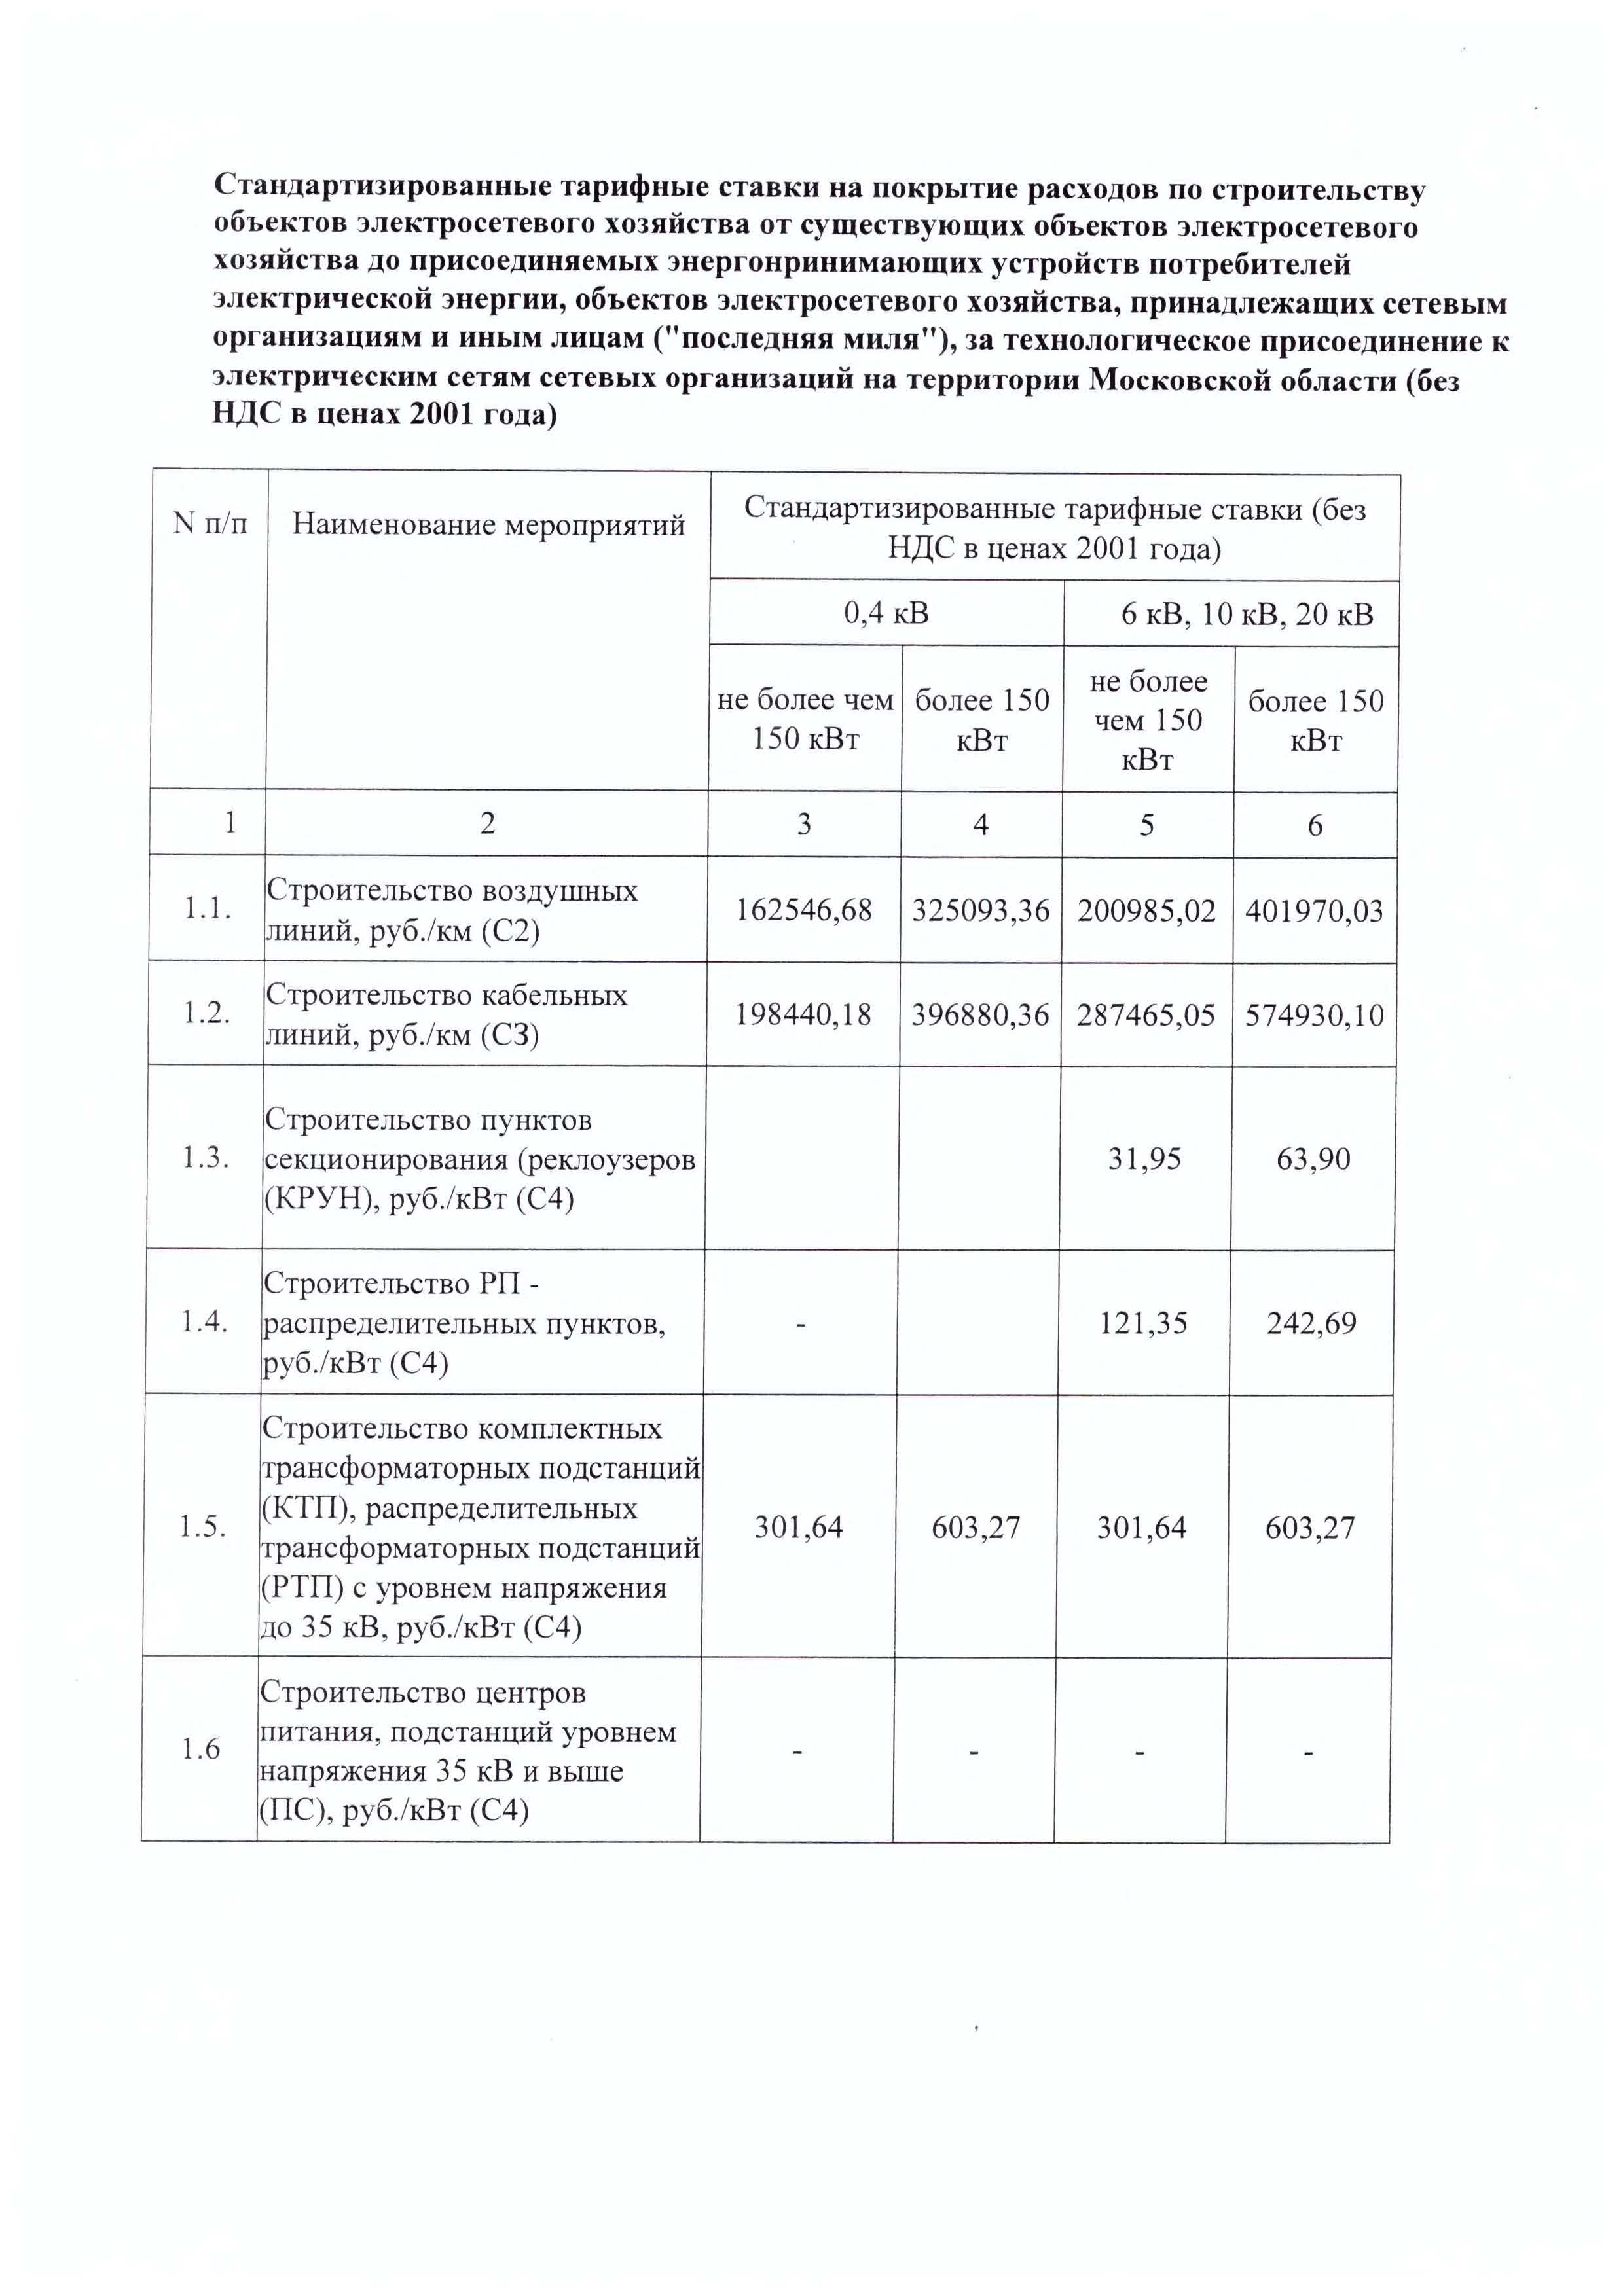 Стандартизированные тарифные ставки на покрытие расходов по строительству
объектов электросетевого хозяйства от существующих объектов электросетевого
хозяйства до присоединяемых энергонринимающих устройств потребителей
электрической энергии, объектов электросетевого хозяйства, принадлежащих сетевым
организациям и иным лицам ("последняя миля"), за технологическое присоединение к
электрическим сетям сетевых организаций на территории Московской области (без
НДС в ценах 2001 года)
N п/п
Наименование мероприятий
Стандартизированные тарифные ставки (без
НДС в ценах 2001 года)
0,4 кВ
6 кВ, 10 кВ, 20 кВ
не более чем
150 кВт
более 150
кВт
не более
чем 150
кВт
более 150
кВт
1 2 3 4 5 6
1.1.
Строительство воздушных
линий, руб./км (С2)
162546,68 325093,36 200985,02 401970,03
1.2.
Строительство кабельных
линий, руб./км (С3)
198440,18 396880,36 287465,05 574930,10
1.3.
Строительство пунктов
секционирования (реклоузеров
(КРУН), руб./кВт (С4)
31,95 63,90
1.4.
Строительство РП -
распределительных пунктов,
руб./кВт (С4)
- 121,35 242,69
1.5.
Строительство комплектных
трансформаторных подстанций
(КТП), распределительных
трансформаторных подстанций
(РТП) с уровнем напряжения
до 35 кВ, руб./кВт (С4)
301,64 603,27 301,64 603,27
1.6
Строительство центров
питания, подстанций уровнем
напряжения 35 кВ и выше
(ПС), руб./кВт (С4)
- - - -